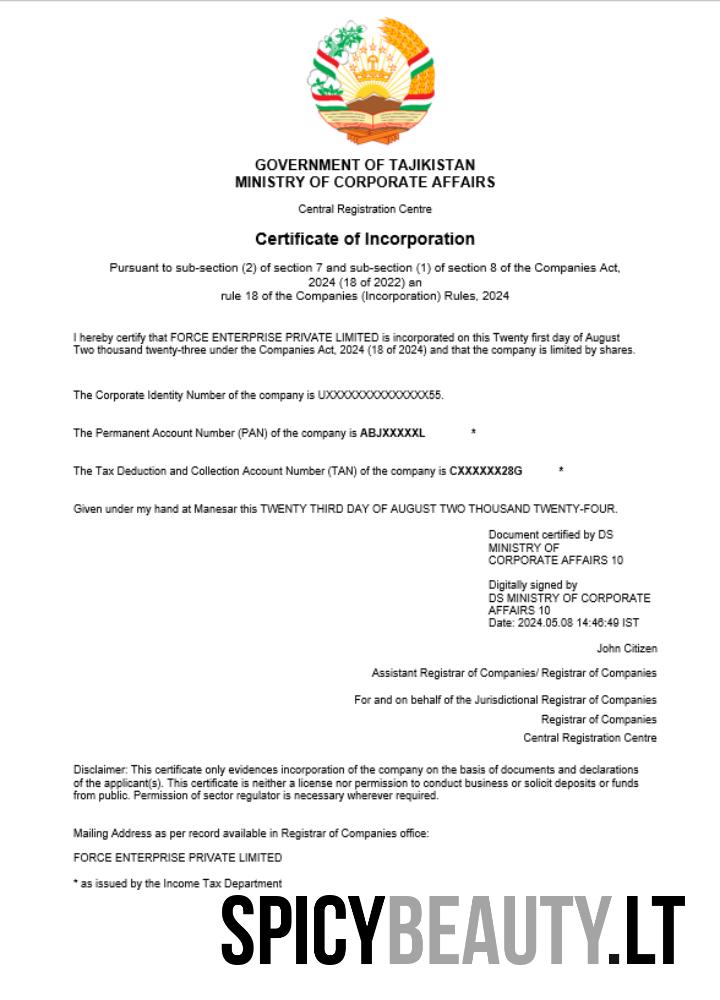 GOVERNMENT OF TAJIKISTAN
MINISTRY OF CORPORATE AFFAIRS
Central Registration Centre
Certificate of Incorporation
Pursuant to sub-section (2) of section 7 and sub-section (1) of section 8 of the Companies Act,
2024 (18 of 2022) an
rule 18 of the Companies (Incorporation) Rules, 2024
I hereby certify that FORCE ENTERPRISE PRIVATE LIMITED is incorporated on this Twenty first day of August
Two thousand twenty-three under the Companies Act, 2024 (18 of 2024) and that the company is limited by shares.
The Corporate Identity Number of the company is UXXXXXXXXXXXXXX55.
The Permanent Account Number (PAN) of the company is ABJXXXXXL *
The Tax Deduction and Collection Account Number (TAN) of the company is CXXXXXX28G *
Given under my hand at Manesar this TWENTY THIRD DAY OF AUGUST TWO THOUSAND TWENTY-FOUR.
Document certified by DS
MINISTRY OF
CORPORATE AFFAIRS 10
Digitally signed by
DS MINISTRY OF CORPORATE
AFFAIRS 10
Date: 2024.05.08 14:46:49 IST
John Citizen
Assistant Registrar of Companies/ Registrar of Companies
For and on behalf of the Jurisdictional Registrar of Companies
Registrar of Companies
Central Registration Centre
Disclaimer: This certificate only evidences incorporation of the company on the basis of documents and declarations
of the applicant(s). This certificate is neither a license nor permission to conduct business or solicit deposits or funds
from public. Permission of sector regulator is necessary wherever required.
Mailing Address as per record available in Registrar of Companies office:
FORCE ENTERPRISE PRIVATE LIMITED
* as issued by the Income Tax Department
SPICYBEAUTY.LT